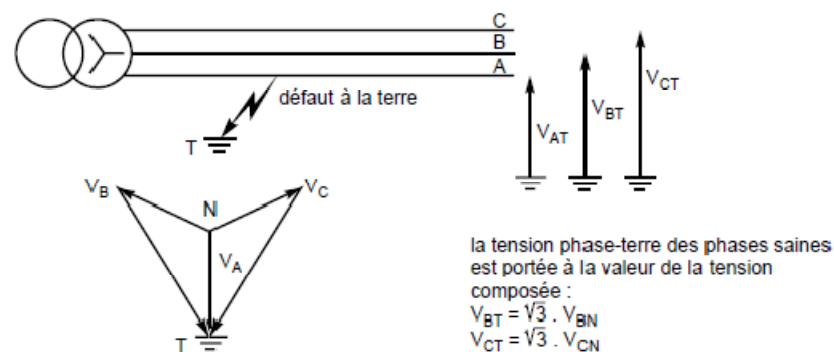 C
B
A
défaut à la terre
T
V_AT
V_BT
V_CT
V_B
N
V_C
V_A
T
la tension phase-terre des phases saines
est portée à la valeur de la tension
composée :
V_BT = √3 . V_BN
V_CT = √3 . V_CN